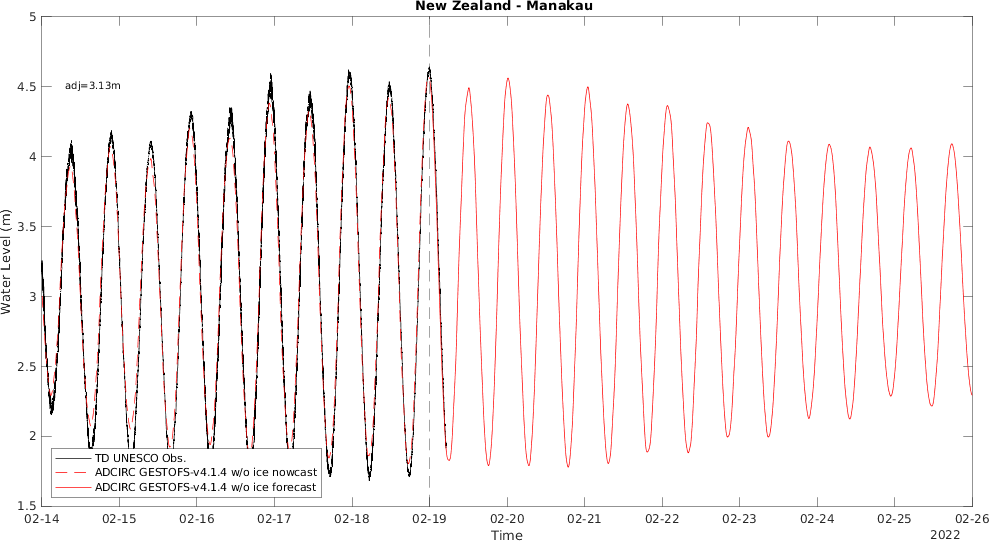 New Zealand - Manakau
5
4.5
4
3.5
3
2.5
2
1.5
Water Level (m)
adj=3.13m
TD UNESCO Obs.
ADCIRC GESTOFS-v4.1.4 w/o ice nowcast
ADCIRC GESTOFS-v4.1.4 w/o ice forecast
02-14 02-15 02-16 02-17 02-18 02-19 02-20 02-21 02-22 02-23 02-24 02-25 02-26
Time
2022